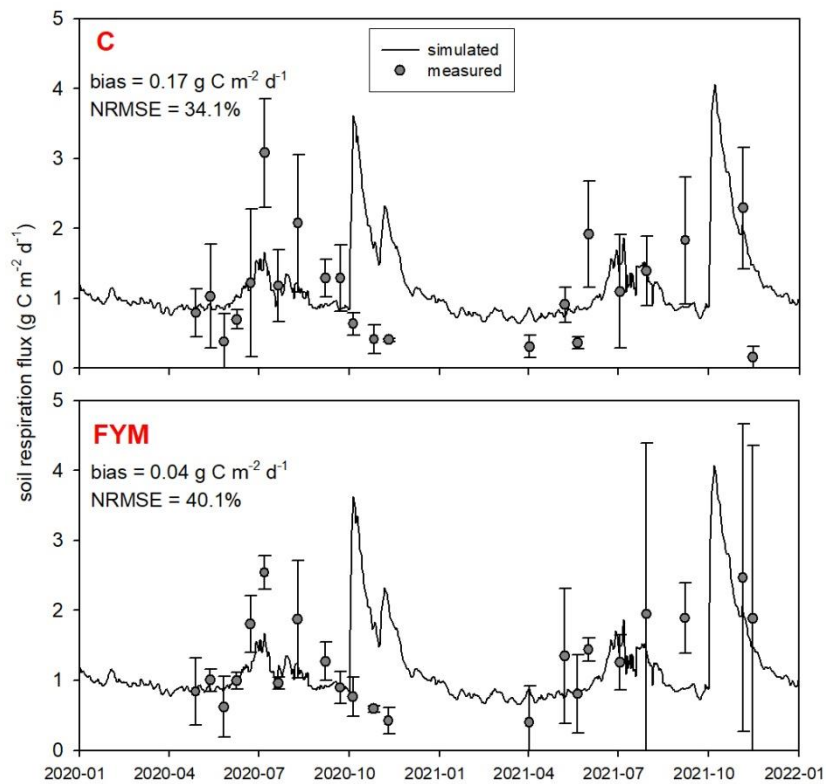 5
C
simulated
measured
bias = 0.17 g C m⁻² d⁻¹
NRMSE = 34.1%
4
3
2
1
0
soil respiration flux (g C m⁻² d⁻¹)
5
FYM
bias = 0.04 g C m⁻² d⁻¹
NRMSE = 40.1%
4
3
2
1
0
2020-01 2020-04 2020-07 2020-10 2021-01 2021-04 2021-07 2021-10 2022-01